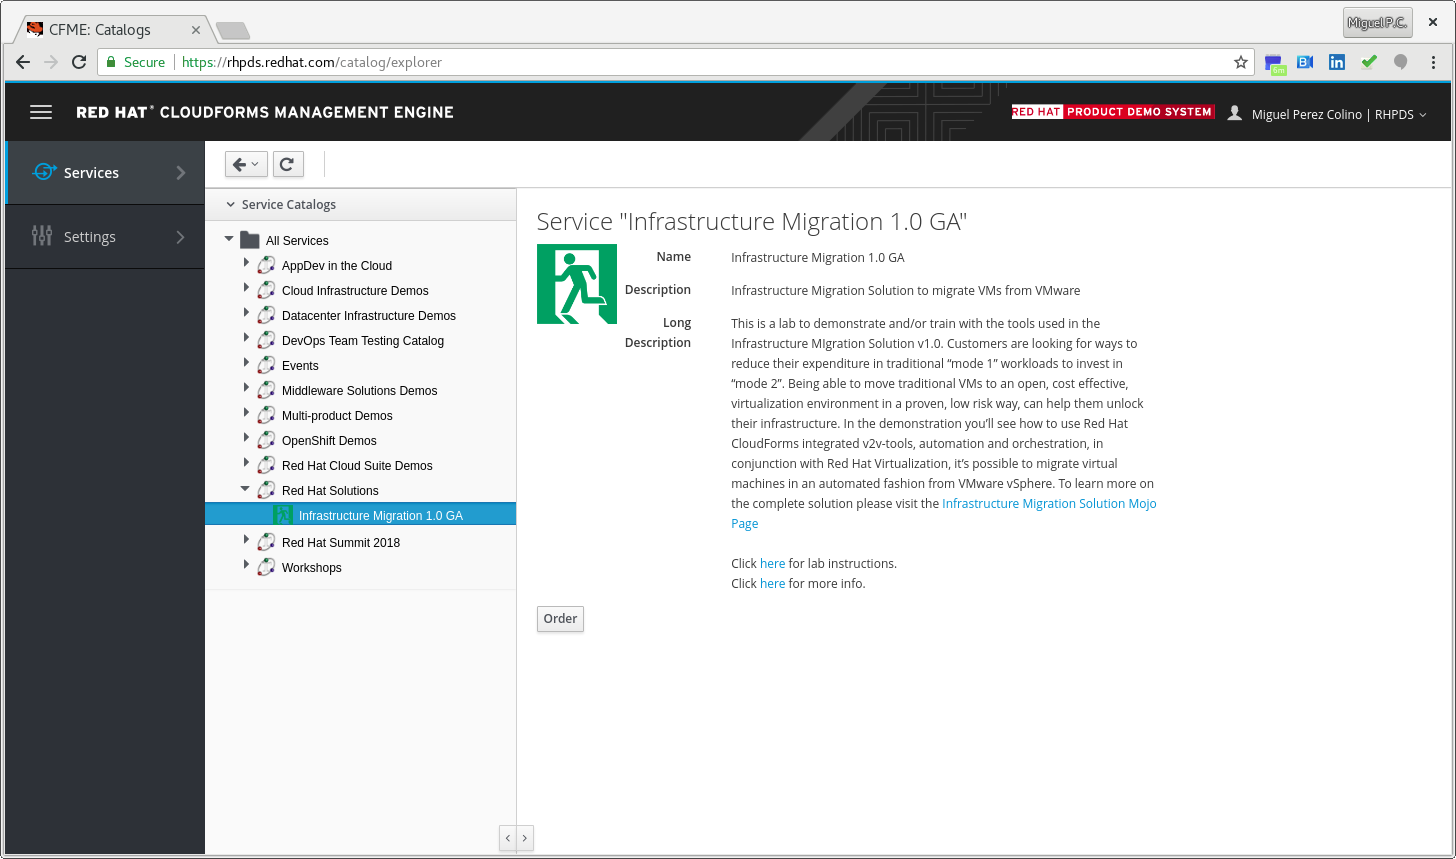 CFME: Catalogs
Miguel P.C.
Secure https://rhpds.redhat.com/catalog/explorer
6m
RED HAT® CLOUDFORMS MANAGEMENT ENGINE
RED HAT PRODUCT DEMO SYSTEM
Miguel Perez Colino | RHPDS
Services
Settings
Service Catalogs
All Services
AppDev in the Cloud
Cloud Infrastructure Demos
Datacenter Infrastructure Demos
DevOps Team Testing Catalog
Events
Middleware Solutions Demos
Multi-product Demos
OpenShift Demos
Red Hat Cloud Suite Demos
Red Hat Solutions
Infrastructure Migration 1.0 GA
Red Hat Summit 2018
Workshops
Service "Infrastructure Migration 1.0 GA"
Name Infrastructure Migration 1.0 GA
Description Infrastructure Migration Solution to migrate VMs from VMware
Long Description
This is a lab to demonstrate and/or train with the tools used in the
Infrastructure MIgration Solution v1.0. Customers are looking for ways to
reduce their expenditure in traditional “mode 1” workloads to invest in
“mode 2”. Being able to move traditional VMs to an open, cost effective,
virtualization environment in a proven, low risk way, can help them unlock
their infrastructure. In the demonstration you’ll see how to use Red Hat
CloudForms integrated v2v-tools, automation and orchestration, in
conjunction with Red Hat Virtualization, it’s possible to migrate virtual
machines in an automated fashion from VMware vSphere. To learn more on
the complete solution please visit the Infrastructure Migration Solution Mojo
Page
Click here for lab instructions.
Click here for more info.
Order